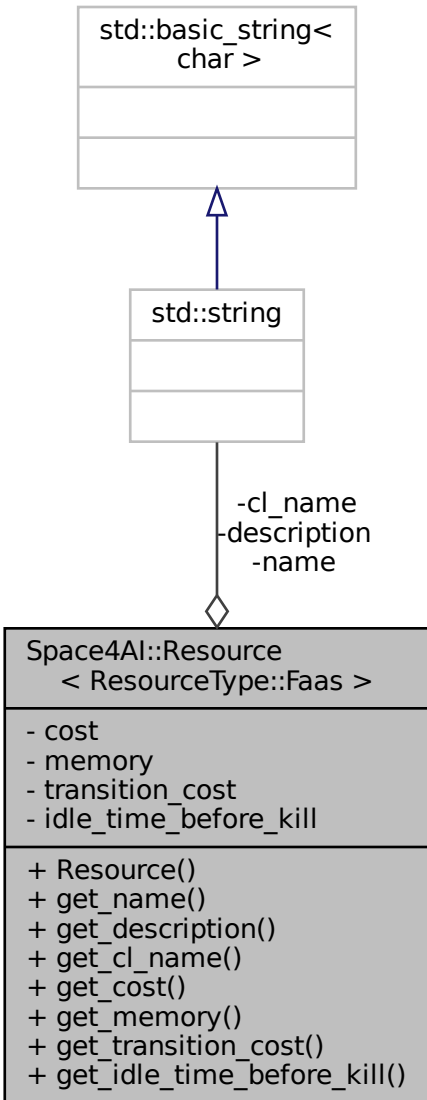 std::basic_string<
char >
std::string
-cl_name
-description
-name
Space4AI::Resource
< ResourceType::Faas >
- cost
- memory
- transition_cost
- idle_time_before_kill
+ Resource()
+ get_name()
+ get_description()
+ get_cl_name()
+ get_cost()
+ get_memory()
+ get_transition_cost()
+ get_idle_time_before_kill()